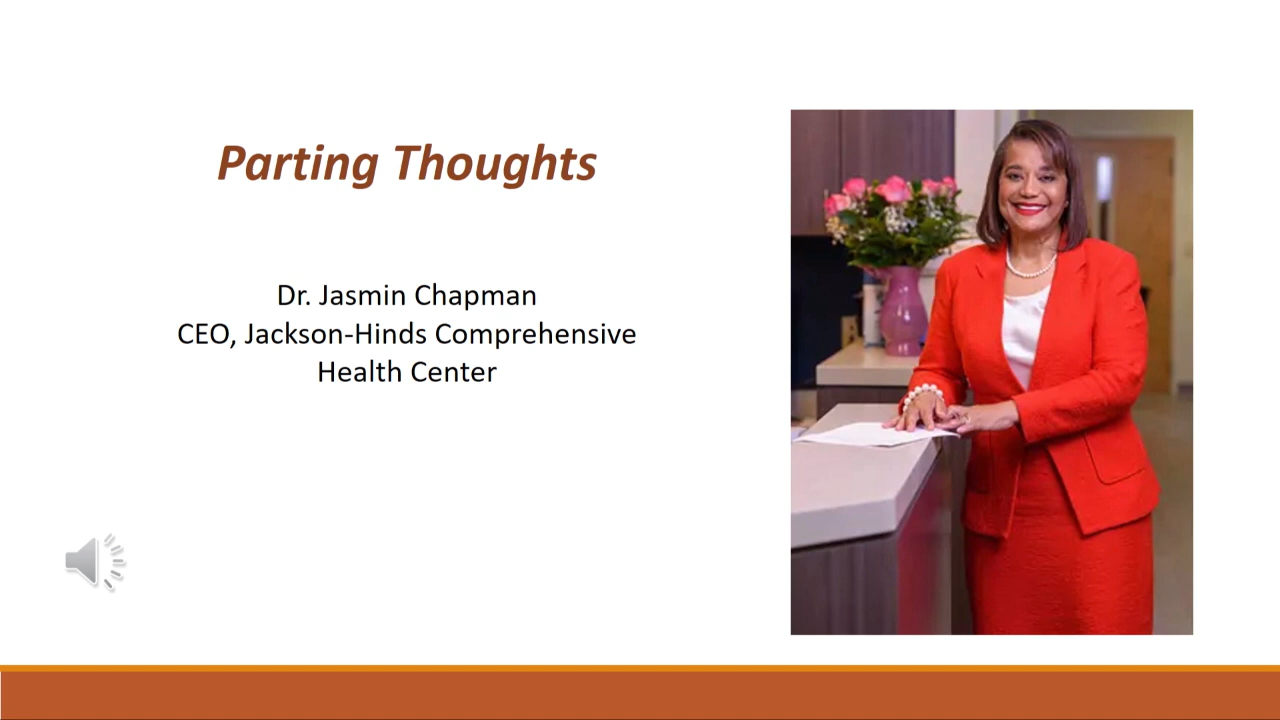 Parting Thoughts
Dr. Jasmin Chapman
CEO, Jackson-Hinds Comprehensive
Health Center